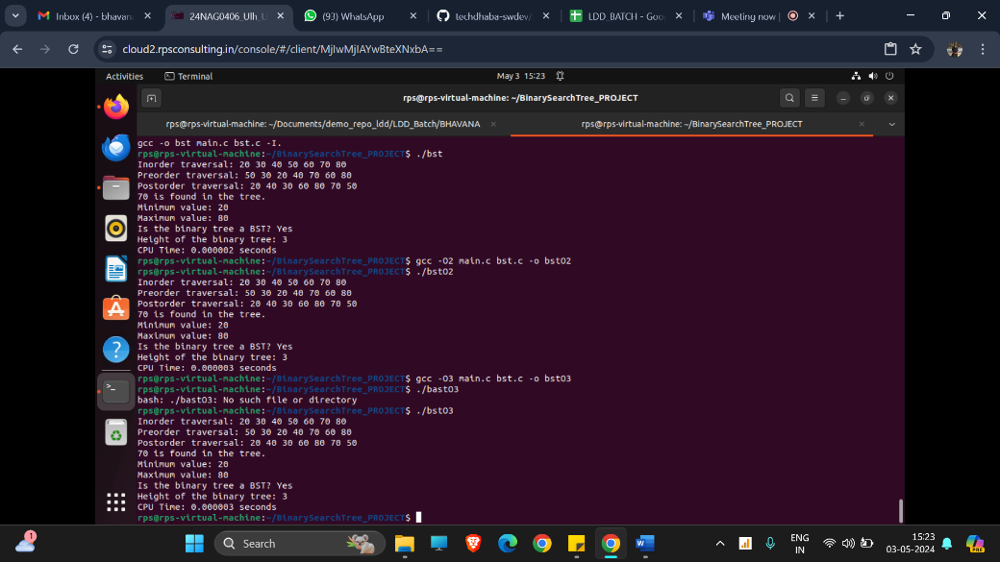 Inbox (4) - bhavan
24NAG0406_Ulh_U
(93) WhatsApp
techdhaba-swdev/
LDD_BATCH - Goo
Meeting now |
cloud2.rpsconsulting.in/console/#/client/MjIwMjIAYwBteXNxbA==
Activities
Terminal
May 3 15:23
rps@rps-virtual-machine: ~/BinarySearchTree_PROJECT
rps@rps-virtual-machine: ~/Documents/demo_repo_ldd/LDD_Batch/BHAVANA
rps@rps-virtual-machine: ~/BinarySearchTree_PROJECT
gcc -o bst main.c bst.c -I.
rps@rps-virtual-machine:~/BinarySearchTree_PROJECT$ ./bst
Inorder traversal: 20 30 40 50 60 70 80
Preorder traversal: 50 30 20 40 70 60 80
Postorder traversal: 20 40 30 60 80 70 50
70 is found in the tree.
Minimum value: 20
Maximum value: 80
Is the binary tree a BST? Yes
Height of the binary tree: 3
CPU Time: 0.000002 seconds
rps@rps-virtual-machine:~/BinarySearchTree_PROJECT$ gcc -O2 main.c bst.c -o bstO2
rps@rps-virtual-machine:~/BinarySearchTree_PROJECT$ ./bstO2
Inorder traversal: 20 30 40 50 60 70 80
Preorder traversal: 50 30 20 40 70 60 80
Postorder traversal: 20 40 30 60 80 70 50
70 is found in the tree.
Minimum value: 20
Maximum value: 80
Is the binary tree a BST? Yes
Height of the binary tree: 3
CPU Time: 0.000003 seconds
rps@rps-virtual-machine:~/BinarySearchTree_PROJECT$ gcc -O3 main.c bst.c -o bstO3
rps@rps-virtual-machine:~/BinarySearchTree_PROJECT$ ./bastO3
bash: ./bastO3: No such file or directory
rps@rps-virtual-machine:~/BinarySearchTree_PROJECT$ ./bstO3
Inorder traversal: 20 30 40 50 60 70 80
Preorder traversal: 50 30 20 40 70 60 80
Postorder traversal: 20 40 30 60 80 70 50
70 is found in the tree.
Minimum value: 20
Maximum value: 80
Is the binary tree a BST? Yes
Height of the binary tree: 3
CPU Time: 0.000003 seconds
rps@rps-virtual-machine:~/BinarySearchTree_PROJECT$
1
Search
ENG
IN
15:23
03-05-2024
PRE